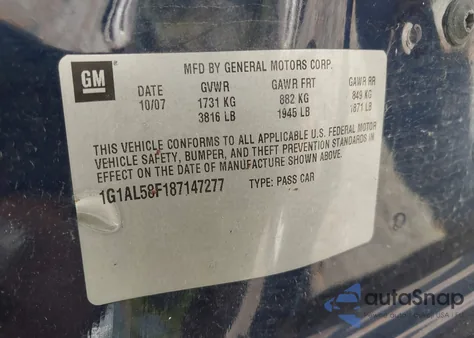 GM
MFD BY GENERAL MOTORS CORP.
DATE GVWR GAWR FRT GAWR RR
10/07 1731 KG 882 KG 849 KG
3816 LB 1945 LB 1871 LB
THIS VEHICLE CONFORMS TO ALL APPLICABLE U.S. FEDERAL MOTOR
VEHICLE SAFETY, BUMPER, AND THEFT PREVENTION STANDARDS IN
EFFECT ON THE DATE OF MANUFACTURE SHOWN ABOVE.
1G1AL58F187147277 TYPE: PASS CAR
autoSnap